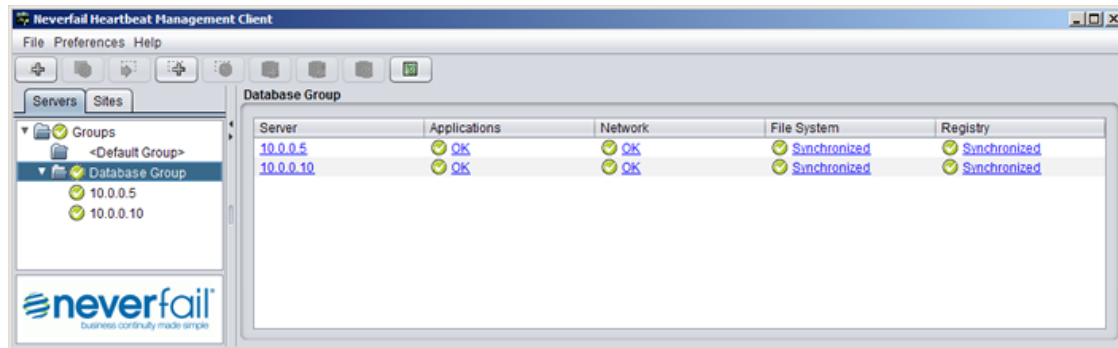 Neverfail Heartbeat Management Client
File Preferences Help
Servers Sites
Groups
<Default Group>
Database Group
10.0.0.5
10.0.0.10
neverfail
business continuity made simple
Database Group
Server Applications Network File System Registry
10.0.0.5 OK OK Synchronized Synchronized
10.0.0.10 OK OK Synchronized Synchronized